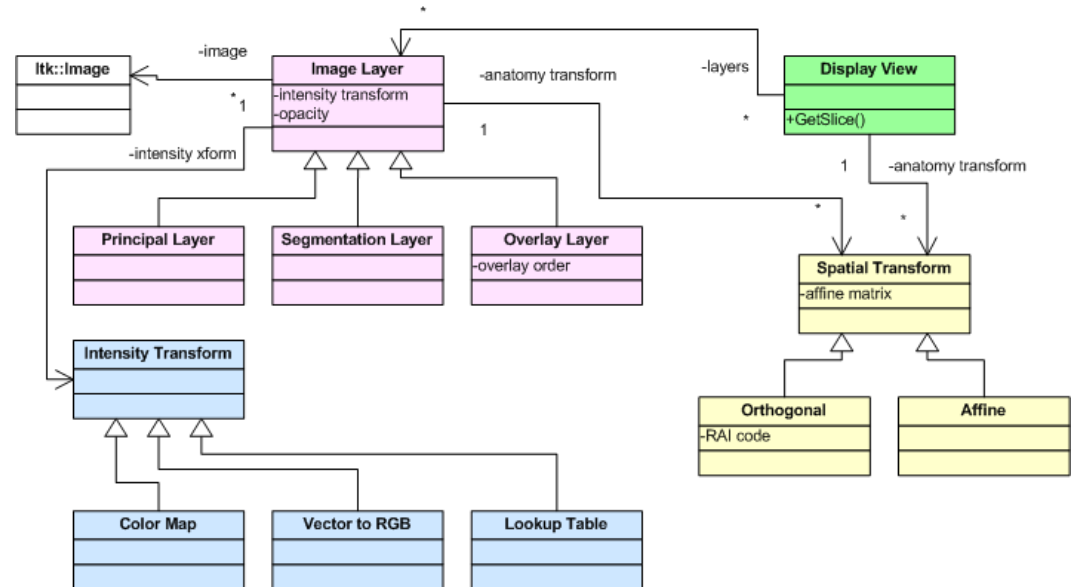 *
-image
Itk::Image
Image Layer
-anatomy transform
-layers
Display View
-intensity transform
-opacity
*
1
1
*
+GetSlice()
-intensity xform
1
-anatomy transform
*
*
Principal Layer
Segmentation Layer
Overlay Layer
-overlay order
Spatial Transform
-affine matrix
Intensity Transform
Orthogonal
-RAI code
Affine
Color Map
Vector to RGB
Lookup Table